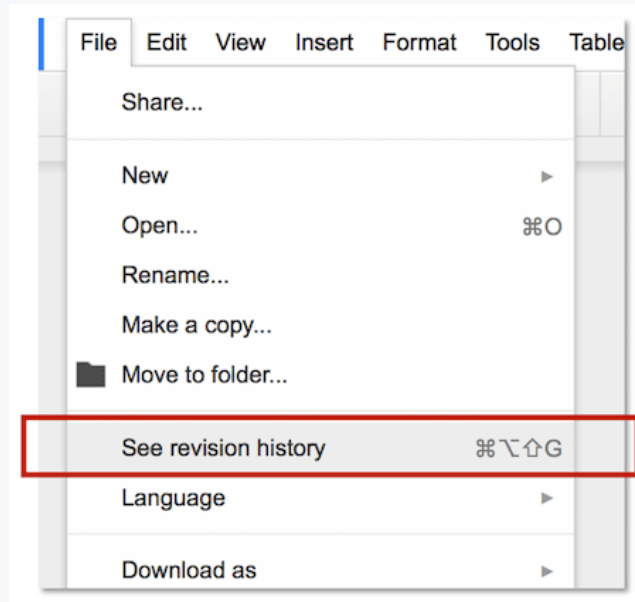 File Edit View Insert Format Tools Table
Share...
New ►
Open... ⌘O
Rename...
Make a copy...
Move to folder...
See revision history ⌘⌥⇧G
Language ►
Download as ►